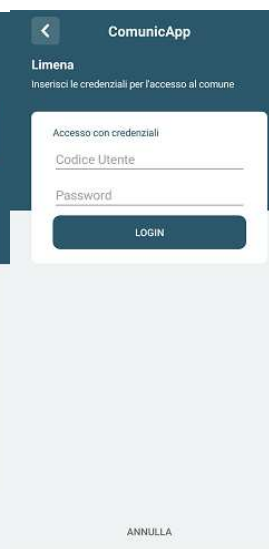 ComunicApp
Limena
Inserisci le credenziali per l'accesso al comune
Accesso con credenziali
Codice Utente
Password
LOGIN
ANNULLA